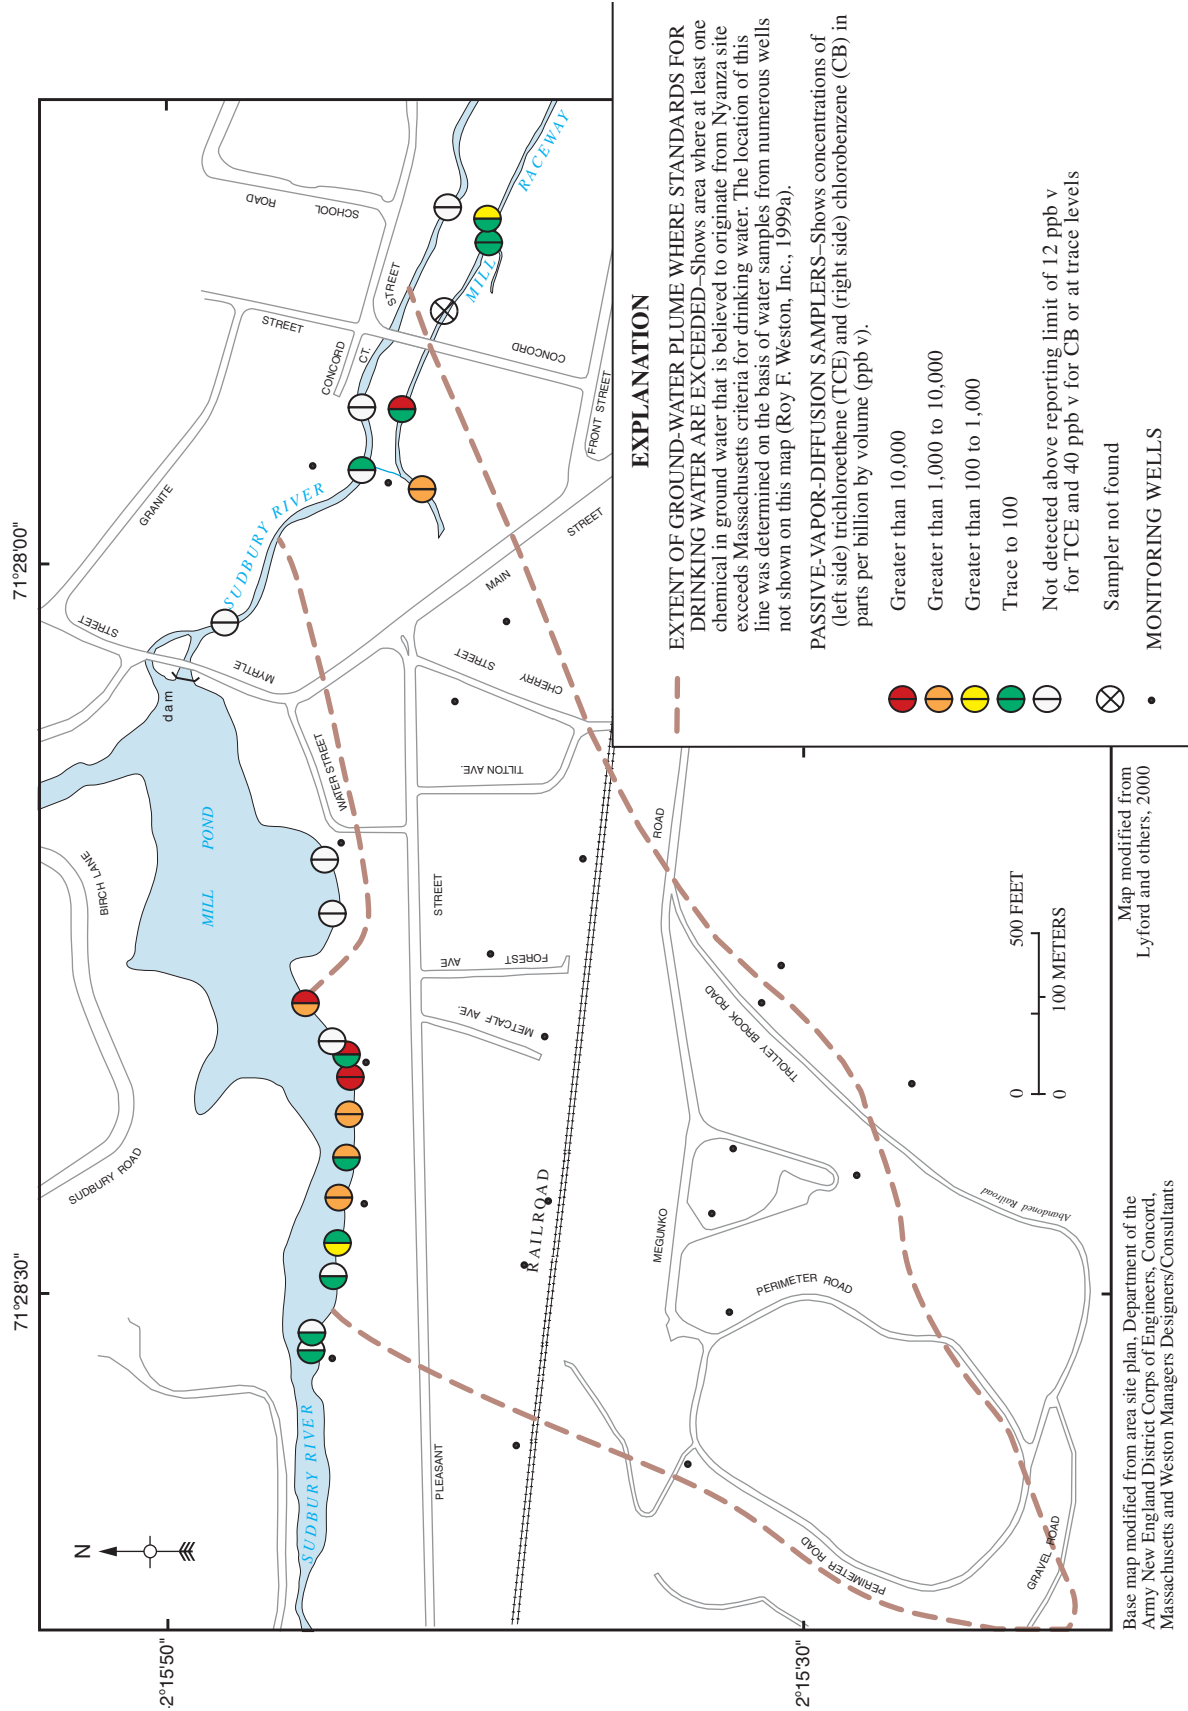 71°28'30"
71°28'00"
2°15'50"
2°15'30"
N
SUDBURY ROAD
BIRCH LANE
MILL POND
dam
STREET
GRANITE
SUDBURY RIVER
STREET
CONCORD
CT.
STREET
SCHOOL
ROAD
MILL
RACEWAY
CONCORD
FRONT STREET
STREET
MAIN
MYRTLE
WATER STREET
CHERRY
STREET
TILTON AVE.
STREET
FOREST
AVE
METCALF AVE.
SUDBURY RIVER
PLEASANT
RAILROAD
ROAD
MEGUNKO
TROLLEY BROOK ROAD
PERIMETER ROAD
Abandoned Railroad
PERIMETER ROAD
GRAVEL ROAD
0 500 FEET
0 100 METERS
EXPLANATION
EXTENT OF GROUND-WATER PLUME WHERE STANDARDS FOR
DRINKING WATER ARE EXCEEDED–Shows area where at least one
chemical in ground water that is believed to originate from Nyanza site
exceeds Massachusetts criteria for drinking water. The location of this
line was determined on the basis of water samples from numerous wells
not shown on this map (Roy F. Weston, Inc., 1999a).
PASSIVE-VAPOR-DIFFUSION SAMPLERS–Shows concentrations of
(left side) trichloroethene (TCE) and (right side) chlorobenzene (CB) in
parts per billion by volume (ppb v).
Greater than 10,000
Greater than 1,000 to 10,000
Greater than 100 to 1,000
Trace to 100
Not detected above reporting limit of 12 ppb v
for TCE and 40 ppb v for CB or at trace levels
Sampler not found
MONITORING WELLS
Base map modified from area site plan, Department of the
Army New England District Corps of Engineers, Concord,
Massachusetts and Weston Managers Designers/Consultants
Map modified from
Lyford and others, 2000